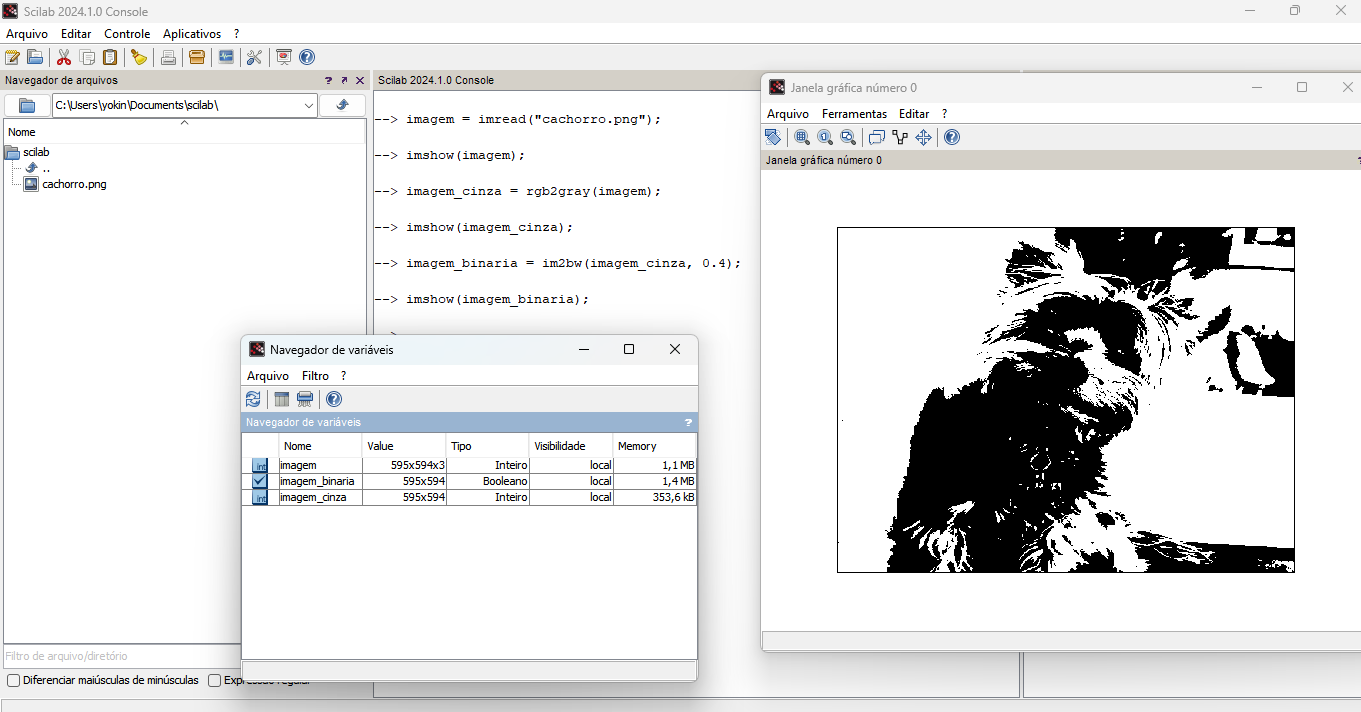 Scilab 2024.1.0 Console
Arquivo Editar Controle Aplicativos ?
Navegador de arquivos ? 
C:\Users\yokin\Documents\scilab\
Nome
scilab
..
cachorro.png
Filtro de arquivo/diretório
Diferenciar maiúsculas de minúsculas
Scilab 2024.1.0 Console
--> imagem = imread("cachorro.png");
--> imshow(imagem);
--> imagem_cinza = rgb2gray(imagem);
--> imshow(imagem_cinza);
--> imagem_binaria = im2bw(imagem_cinza, 0.4);
--> imshow(imagem_binaria);
Navegador de variáveis
Arquivo Filtro ?
Navegador de variáveis ?
Nome Value Tipo Visibilidade Memory
int imagem 595x594x3 Inteiro local 1,1 MB
imagem_binaria 595x594 Booleano local 1,4 MB
int imagem_cinza 595x594 Inteiro local 353,6 kB
Janela gráfica número 0
Arquivo Ferramentas Editar ?
Janela gráfica número 0 ?